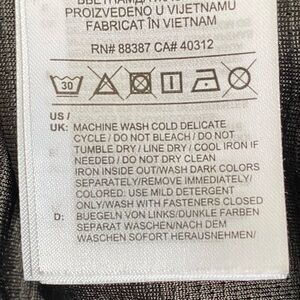 PROIZVEDENO U VIJETNAMU
FABRICAT ÎN VIETNAM
RN# 88387 CA# 40312
30
US /
UK: MACHINE WASH COLD DELICATE
CYCLE / DO NOT BLEACH / DO NOT
TUMBLE DRY / LINE DRY / COOL IRON IF
NEEDED / DO NOT DRY CLEAN
IRON INSIDE OUT/WASH DARK COLORS
SEPARATELY/REMOVE IMMEDIATELY/
COLORED: USE MILD DETERGENT
ONLY/WASH WITH FASTENERS CLOSED
D: BUEGELN VON LINKS/DUNKLE FARBEN
SEPARAT WASCHEN/NACH DEM
WASCHEN SOFORT HERAUSNEHMEN/